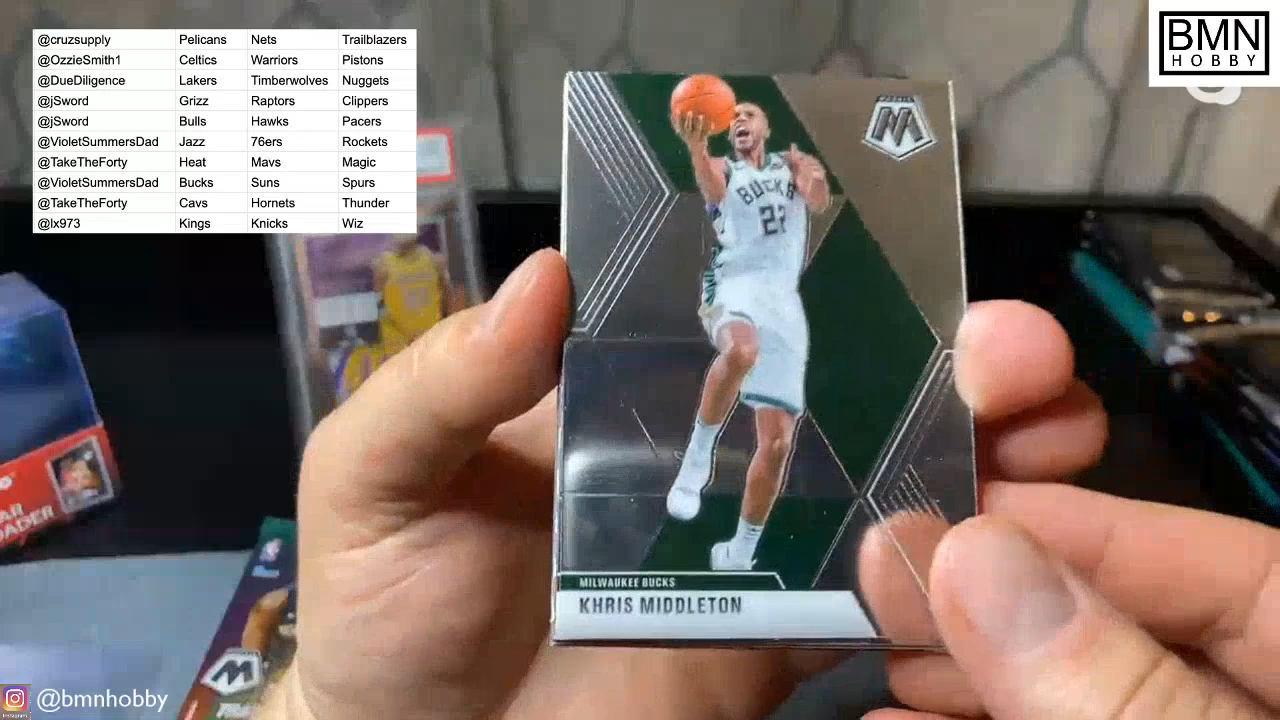 @cruzsupply Pelicans Nets Trailblazers
@OzzieSmith1 Celtics Warriors Pistons
@DueDiligence Lakers Timberwolves Nuggets
@jSword Grizz Raptors Clippers
@jSword Bulls Hawks Pacers
@VioletSummersDad Jazz 76ers Rockets
@TakeTheForty Heat Mavs Magic
@VioletSummersDad Bucks Suns Spurs
@TakeTheForty Cavs Hornets Thunder
@lx973 Kings Knicks Wiz
BMN
HOBBY
M
BUCKS
22
MILWAUKEE BUCKS
KHRIS MIDDLETON
M
@bmnhobby